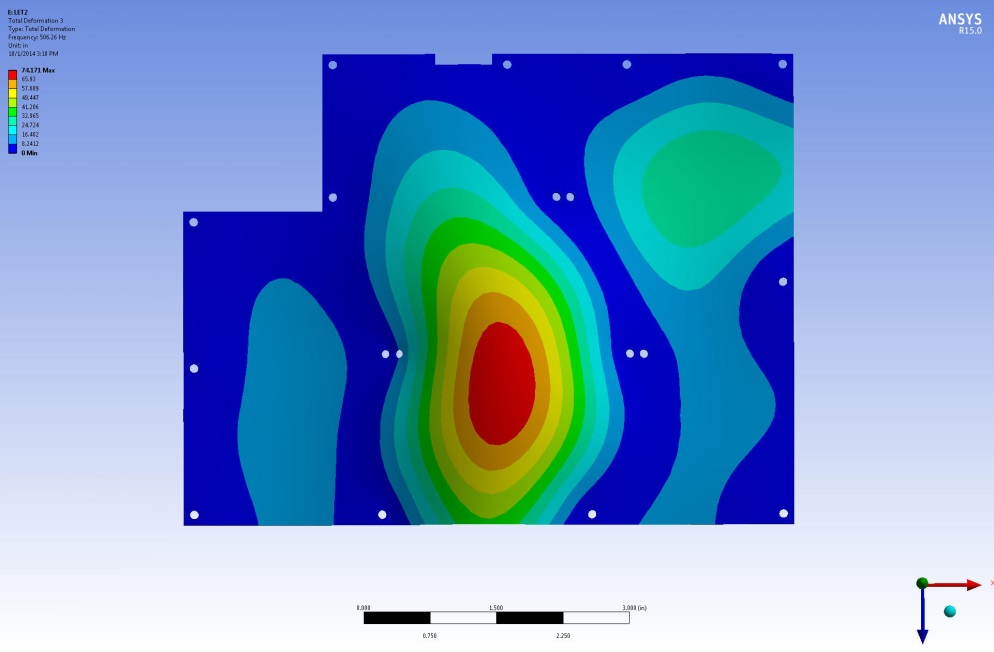 E: LET2
Total Deformation 3
Type: Total Deformation
Frequency: 506.26 Hz
Unit: in
10/1/2014 3:18 PM
74.171 Max
65.93
57.689
49.447
41.206
32.965
24.724
16.482
8.2412
0 Min
ANSYS
R15.0
0.000 1.500 3.000 (in)
0.750 2.250
X